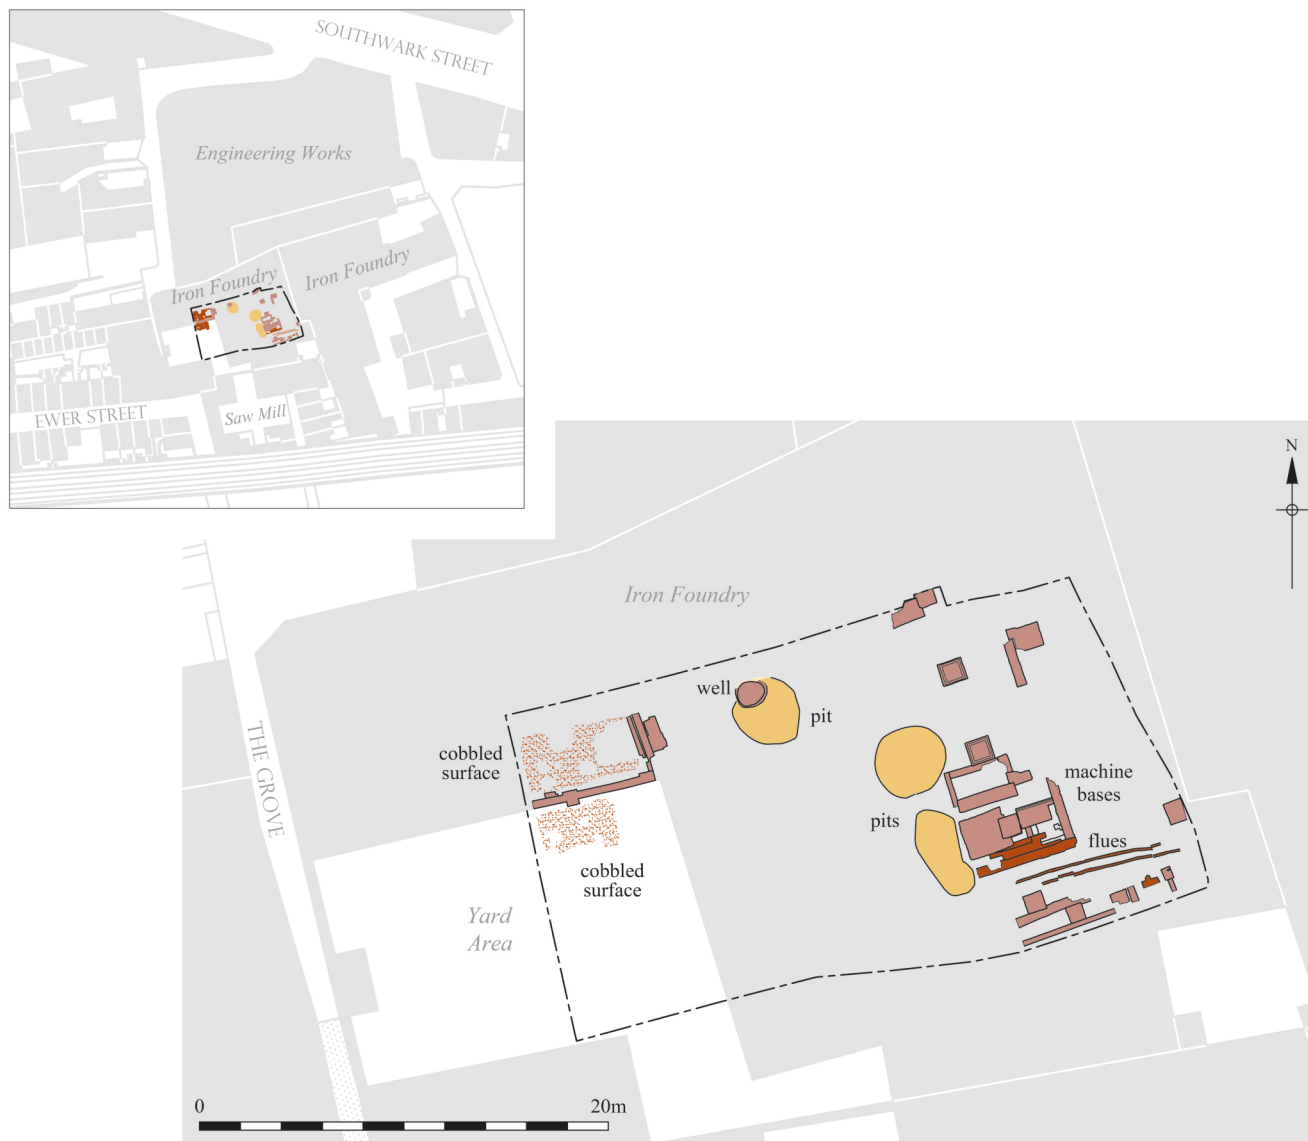 SOUTHWARK STREET
Engineering Works
Iron Foundry
Iron Foundry
EWER STREET
Saw Mill
N
Iron Foundry
well
pit
THE GROVE
cobbled
surface
machine
bases
pits
flues
cobbled
surface
Yard
Area
0
20m